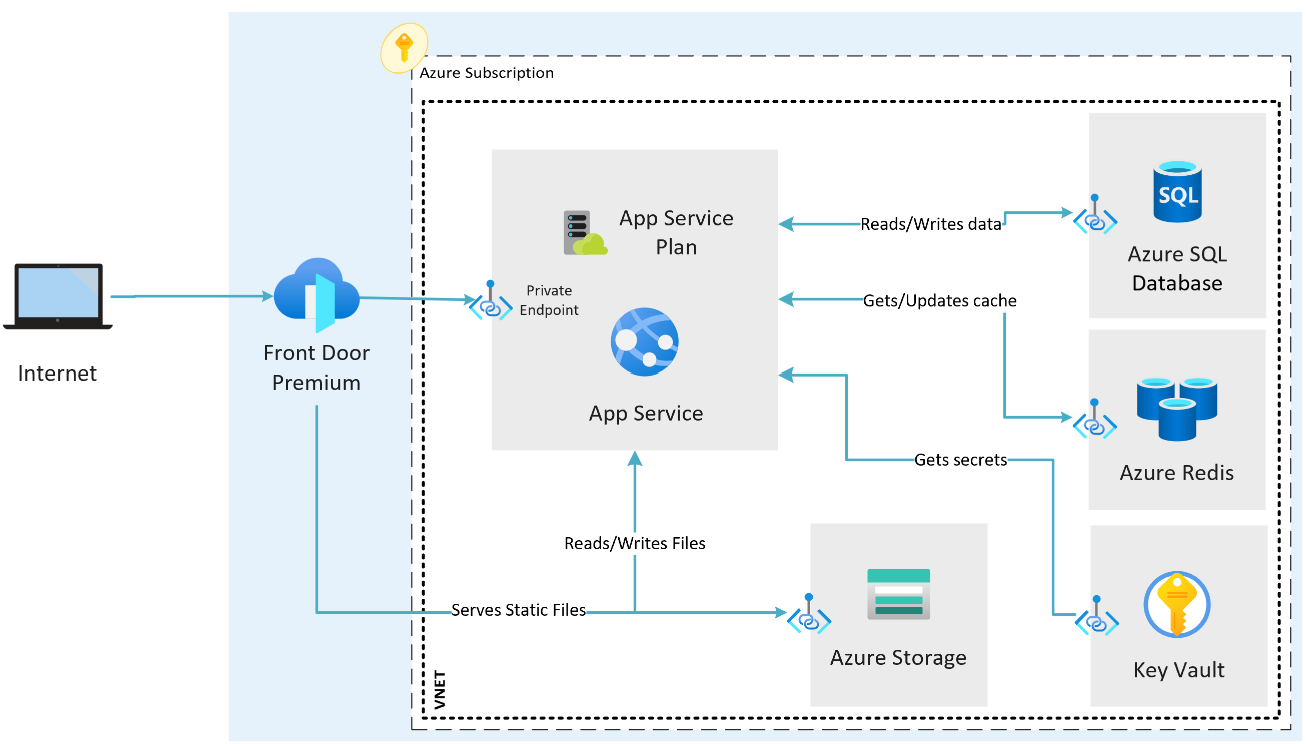 Azure Subscription
SQL
App Service
Plan
Reads/Writes data
Azure SQL
Database
Private
Endpoint
Gets/Updates cache
Internet
Front Door
Premium
App Service
Azure Redis
Gets secrets
Reads/Writes Files
Serves Static Files
Azure Storage
Key Vault
VNET